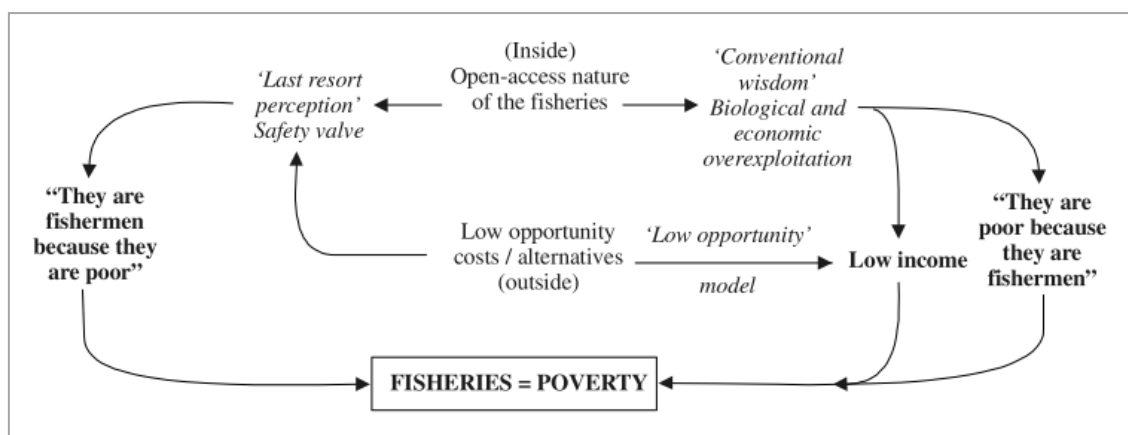 (Inside)
Open-access nature
of the fisheries
‘Last resort
perception’
Safety valve
‘Conventional
wisdom’
Biological and
economic
overexploitation
“They are
fishermen
because they
are poor”
Low opportunity
costs / alternatives
(outside)
‘Low opportunity’
model
Low income
“They are
poor because
they are
fishermen”
FISHERIES = POVERTY